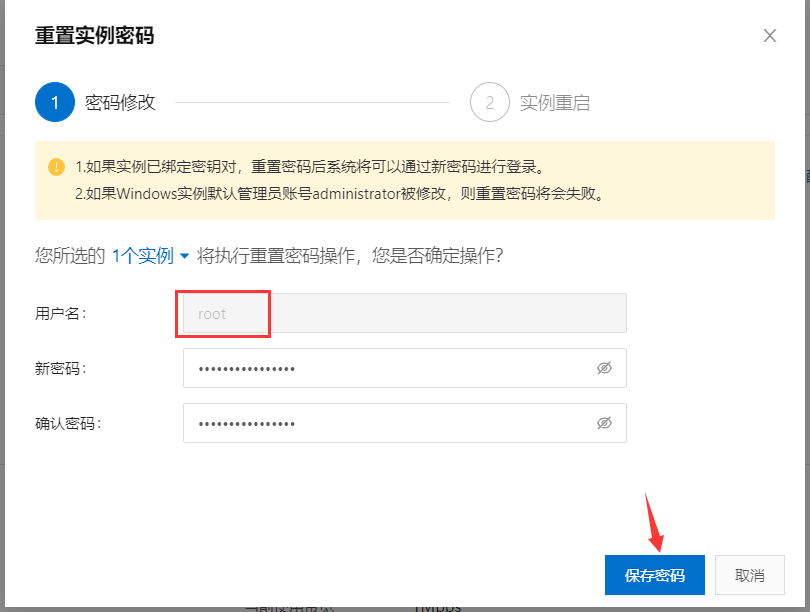 重置实例密码
1 密码修改 2 实例重启
1.如果实例已绑定密钥对，重置密码后系统将可以通过新密码进行登录。
2.如果Windows实例默认管理员账号administrator被修改，则重置密码将会失败。
您所选的 1个实例 将执行重置密码操作，您是否确定操作?
用户名：
root
新密码：
••••••••••••••••
确认密码：
••••••••••••••••
保存密码 取消